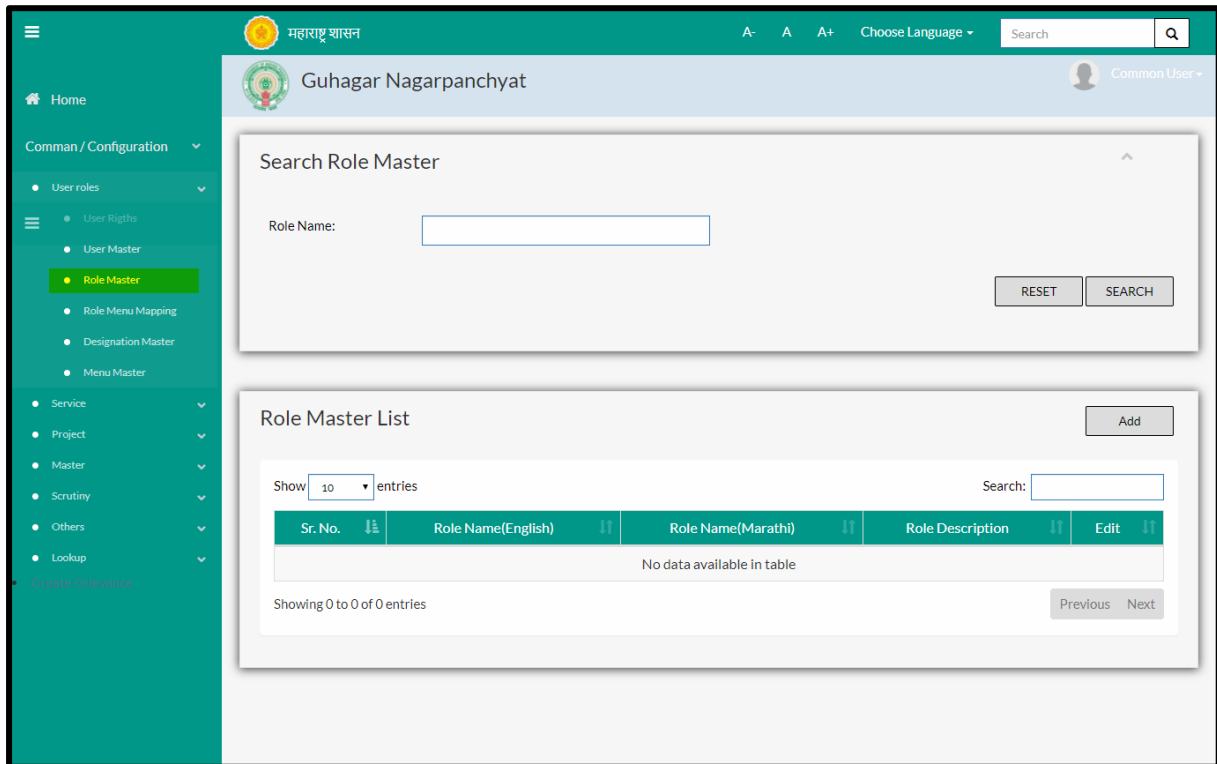 महाराष्ट्र शासन
A- A A+ Choose Language Search
Guhagar Nagarpanchyat
Common User
Home
Comman / Configuration
User roles
User Rigths
User Master
Role Master
Role Menu Mapping
Designation Master
Menu Master
Service
Project
Master
Scrutiny
Others
Lookup
Search Role Master
Role Name:
RESET SEARCH
Role Master List
Add
Show 10 entries
Search:
Sr. No. Role Name(English) Role Name(Marathi) Role Description Edit
No data available in table
Showing 0 to 0 of 0 entries
Previous Next